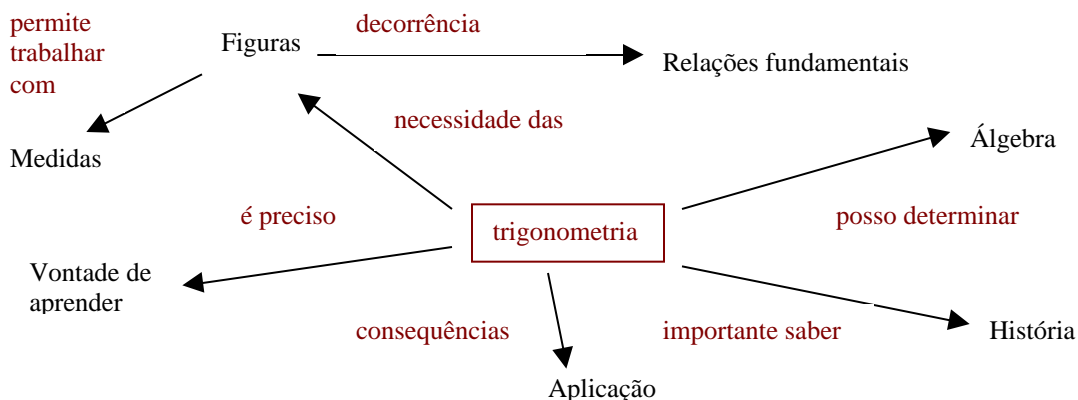 permite
trabalhar
com
Figuras
decorrência
Relações fundamentais
necessidade das
Medidas
Álgebra
é preciso
trigonometria
posso determinar
Vontade de
aprender
consequências
importante saber
História
Aplicação